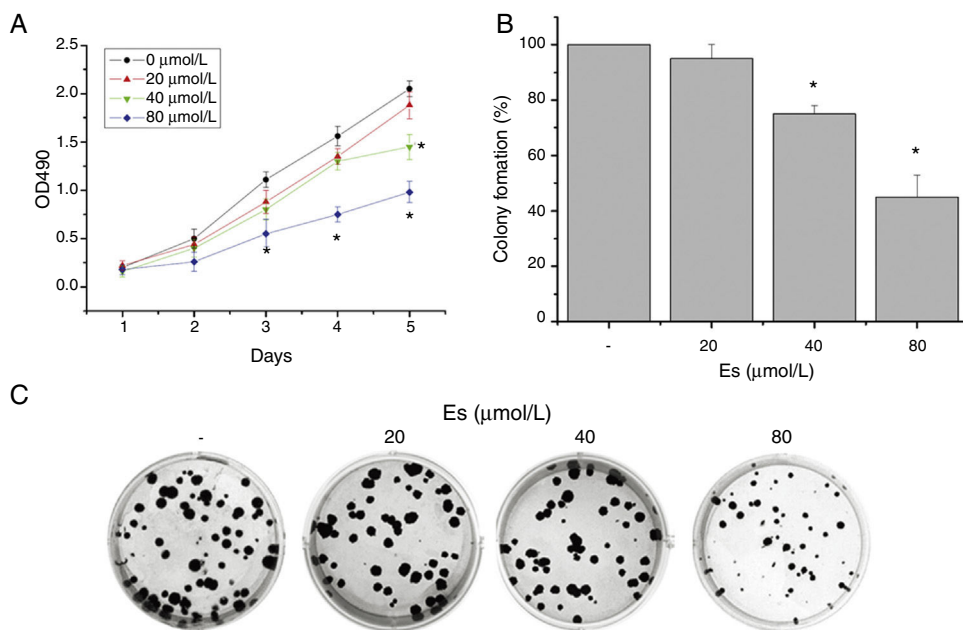 A
2.5
2.0
1.5
1.0
0.5
0.0
OD490
0 μmol/L
20 μmol/L
40 μmol/L
80 μmol/L
*
*
*
*
1 2 3 4 5
Days
B
100
80
60
40
20
0
Colony fomation (%)
*
*
- 20 40 80
Es (μmol/L)
C
Es (μmol/L)
- 20 40 80